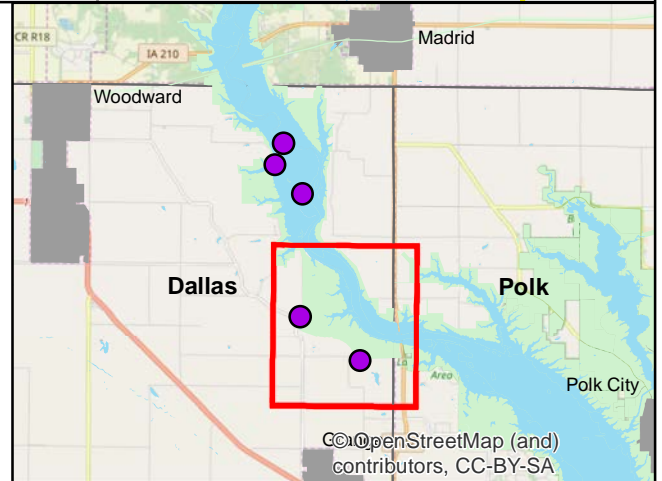 CR R18
IA 210
Madrid
Woodward
Dallas
Polk
Polk City
Area
© OpenStreetMap (and)
contributors, CC-BY-SA